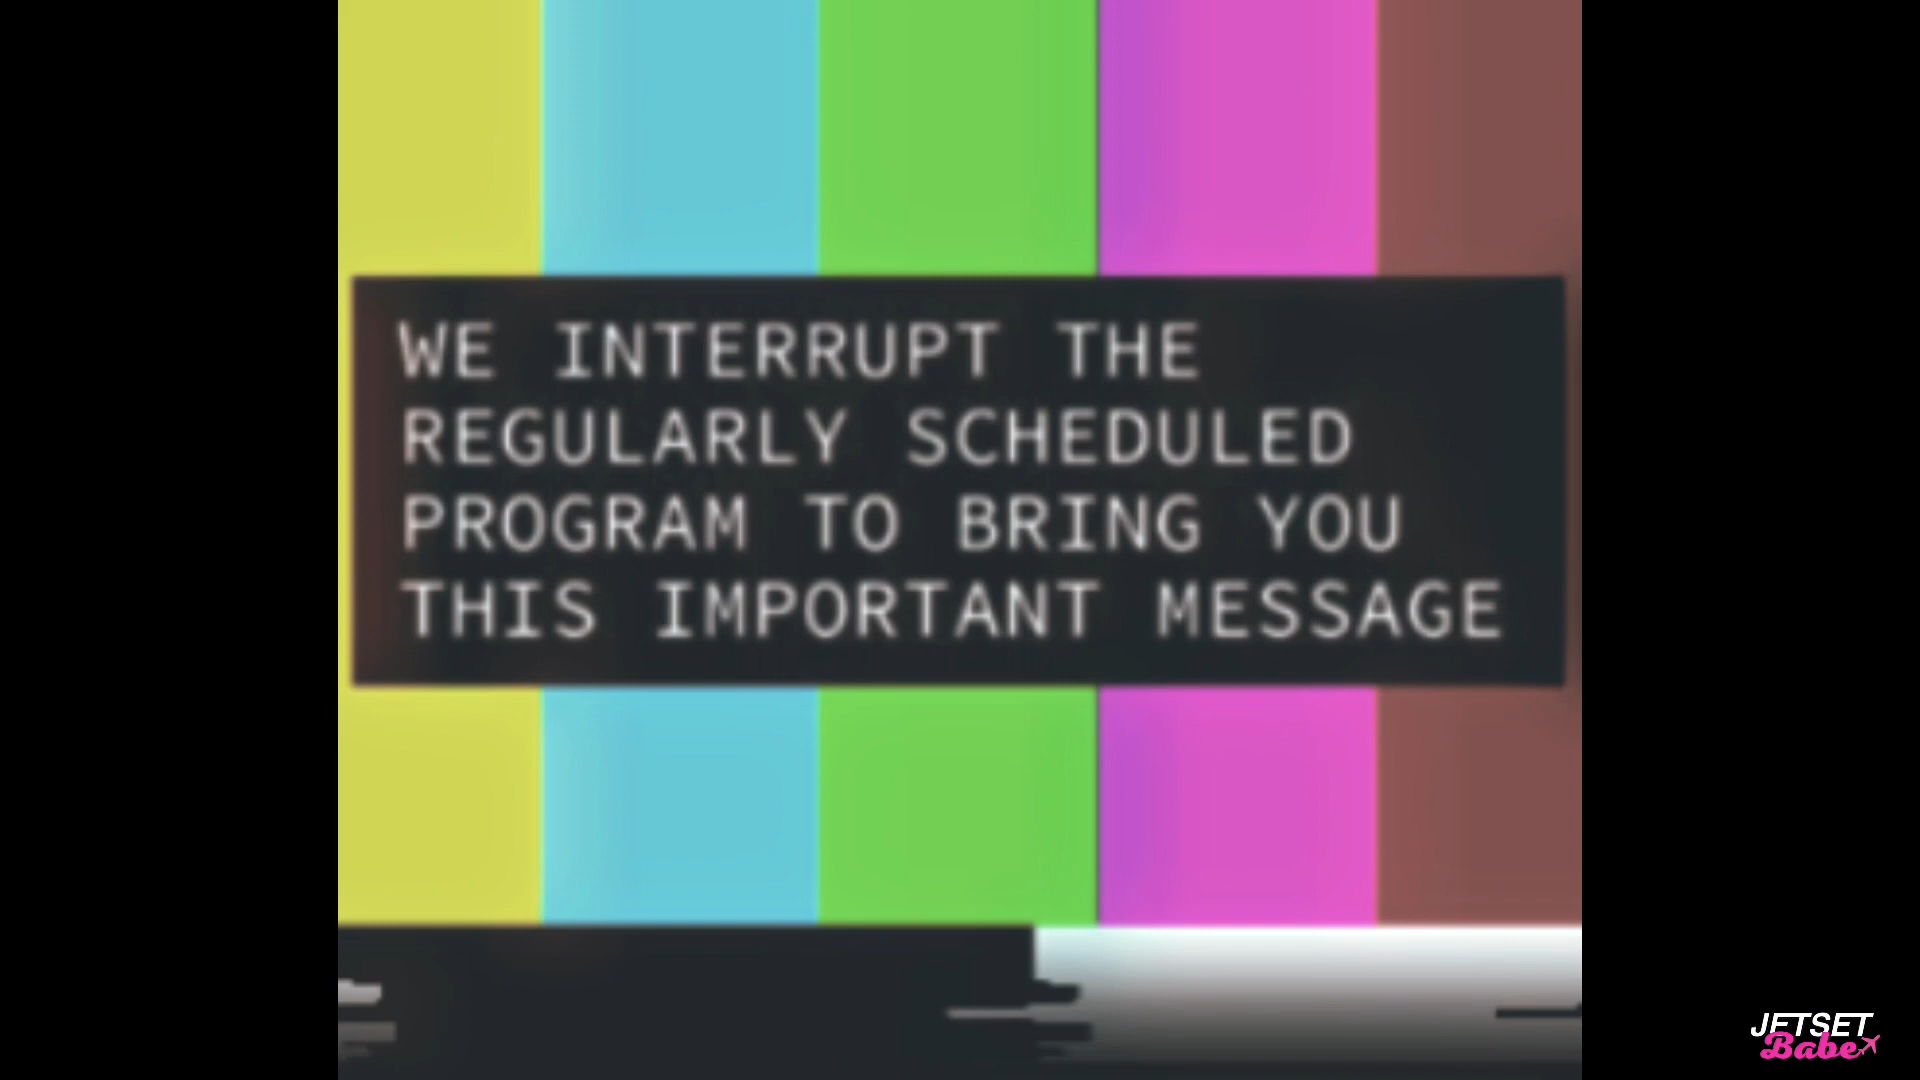 WE INTERRUPT THE
REGULARLY SCHEDULED
PROGRAM TO BRING YOU
THIS IMPORTANT MESSAGE
JETSET
Babe